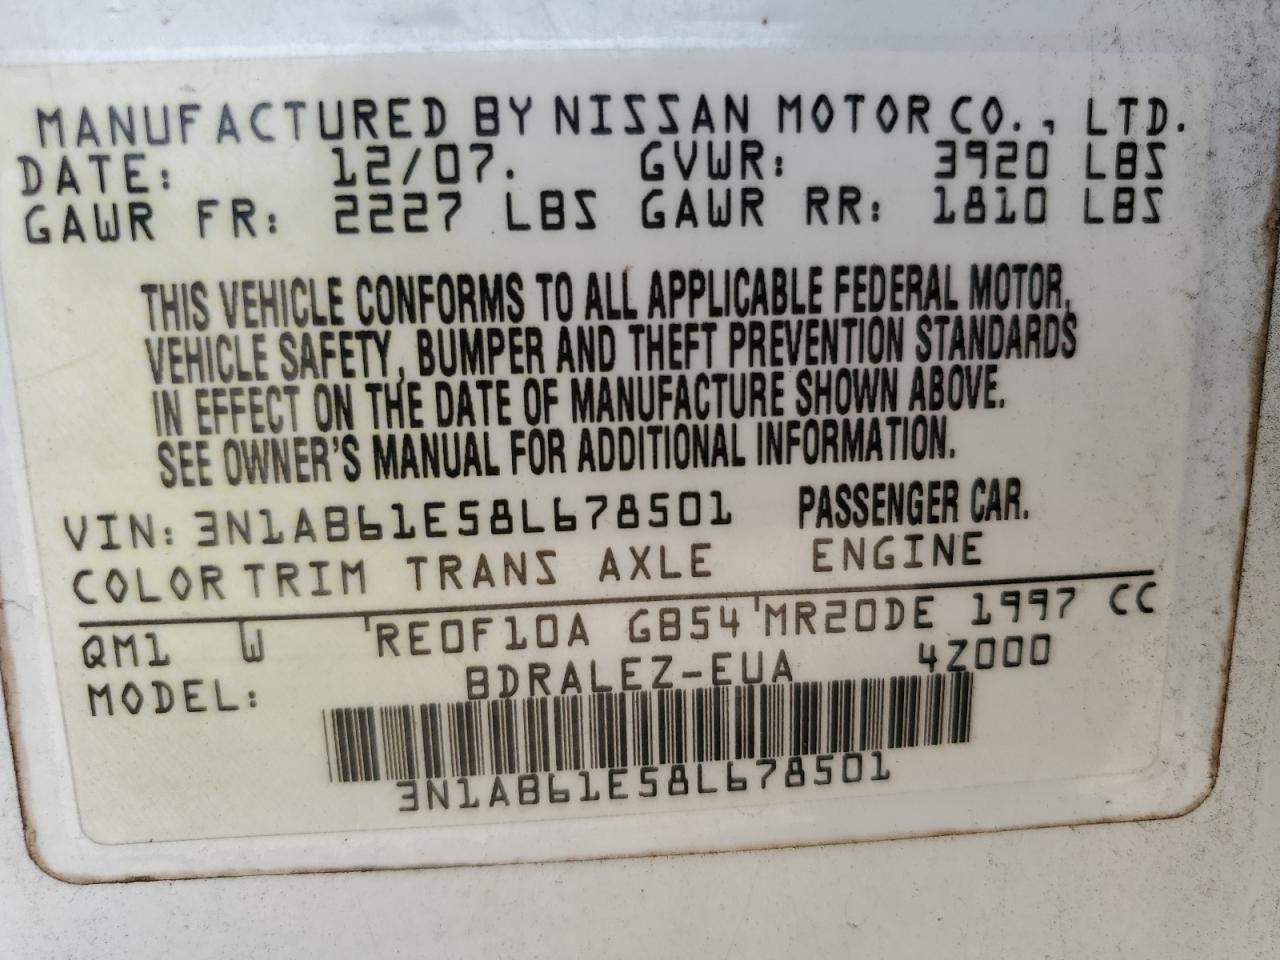 MANUFACTURED BY NISSAN MOTOR CO., LTD.
DATE: 12/07. GVWR: 3920 LBS
GAWR FR: 2227 LBS GAWR RR: 1810 LBS
THIS VEHICLE CONFORMS TO ALL APPLICABLE FEDERAL MOTOR,
VEHICLE SAFETY, BUMPER AND THEFT PREVENTION STANDARDS
IN EFFECT ON THE DATE OF MANUFACTURE SHOWN ABOVE.
SEE OWNER'S MANUAL FOR ADDITIONAL INFORMATION.
VIN: 3N1AB61E58L678501 PASSENGER CAR.
COLOR TRIM TRANS AXLE ENGINE
QM1 W RE0F10A GB54 MR20DE 1997 CC
MODEL: BDRALEZ-EUA 4Z000
3N1AB61E58L678501